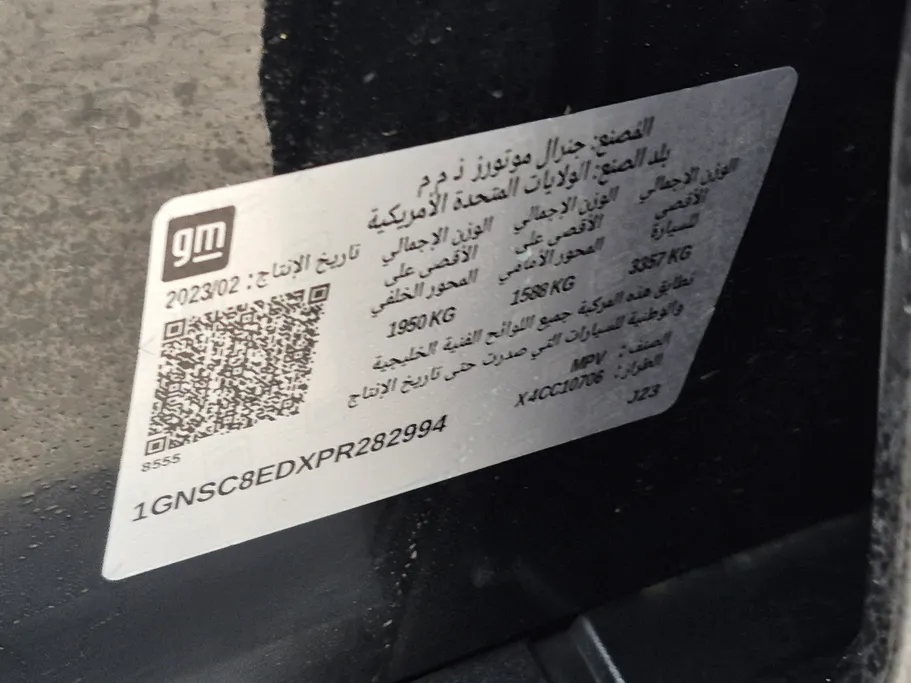 gm
المصنع: جنرال موتورز ذ م م
بلد الصنع: الولايات المتحدة الأمريكية
تاريخ الإنتاج: 2023/02
الوزن الإجمالي الأقصى للسيارة
3357 KG
الوزن الإجمالي الأقصى على المحور الأمامي
1588 KG
الوزن الإجمالي الأقصى على المحور الخلفي
1950 KG
تطابق هذه المركبة جميع اللوائح الفنية الخليجية
والوطنية للسيارات التي صدرت حتى تاريخ الإنتاج
الصنف: MPV
الطراز: X4CC10706
J23
8555
1GNSC8EDXPR282994